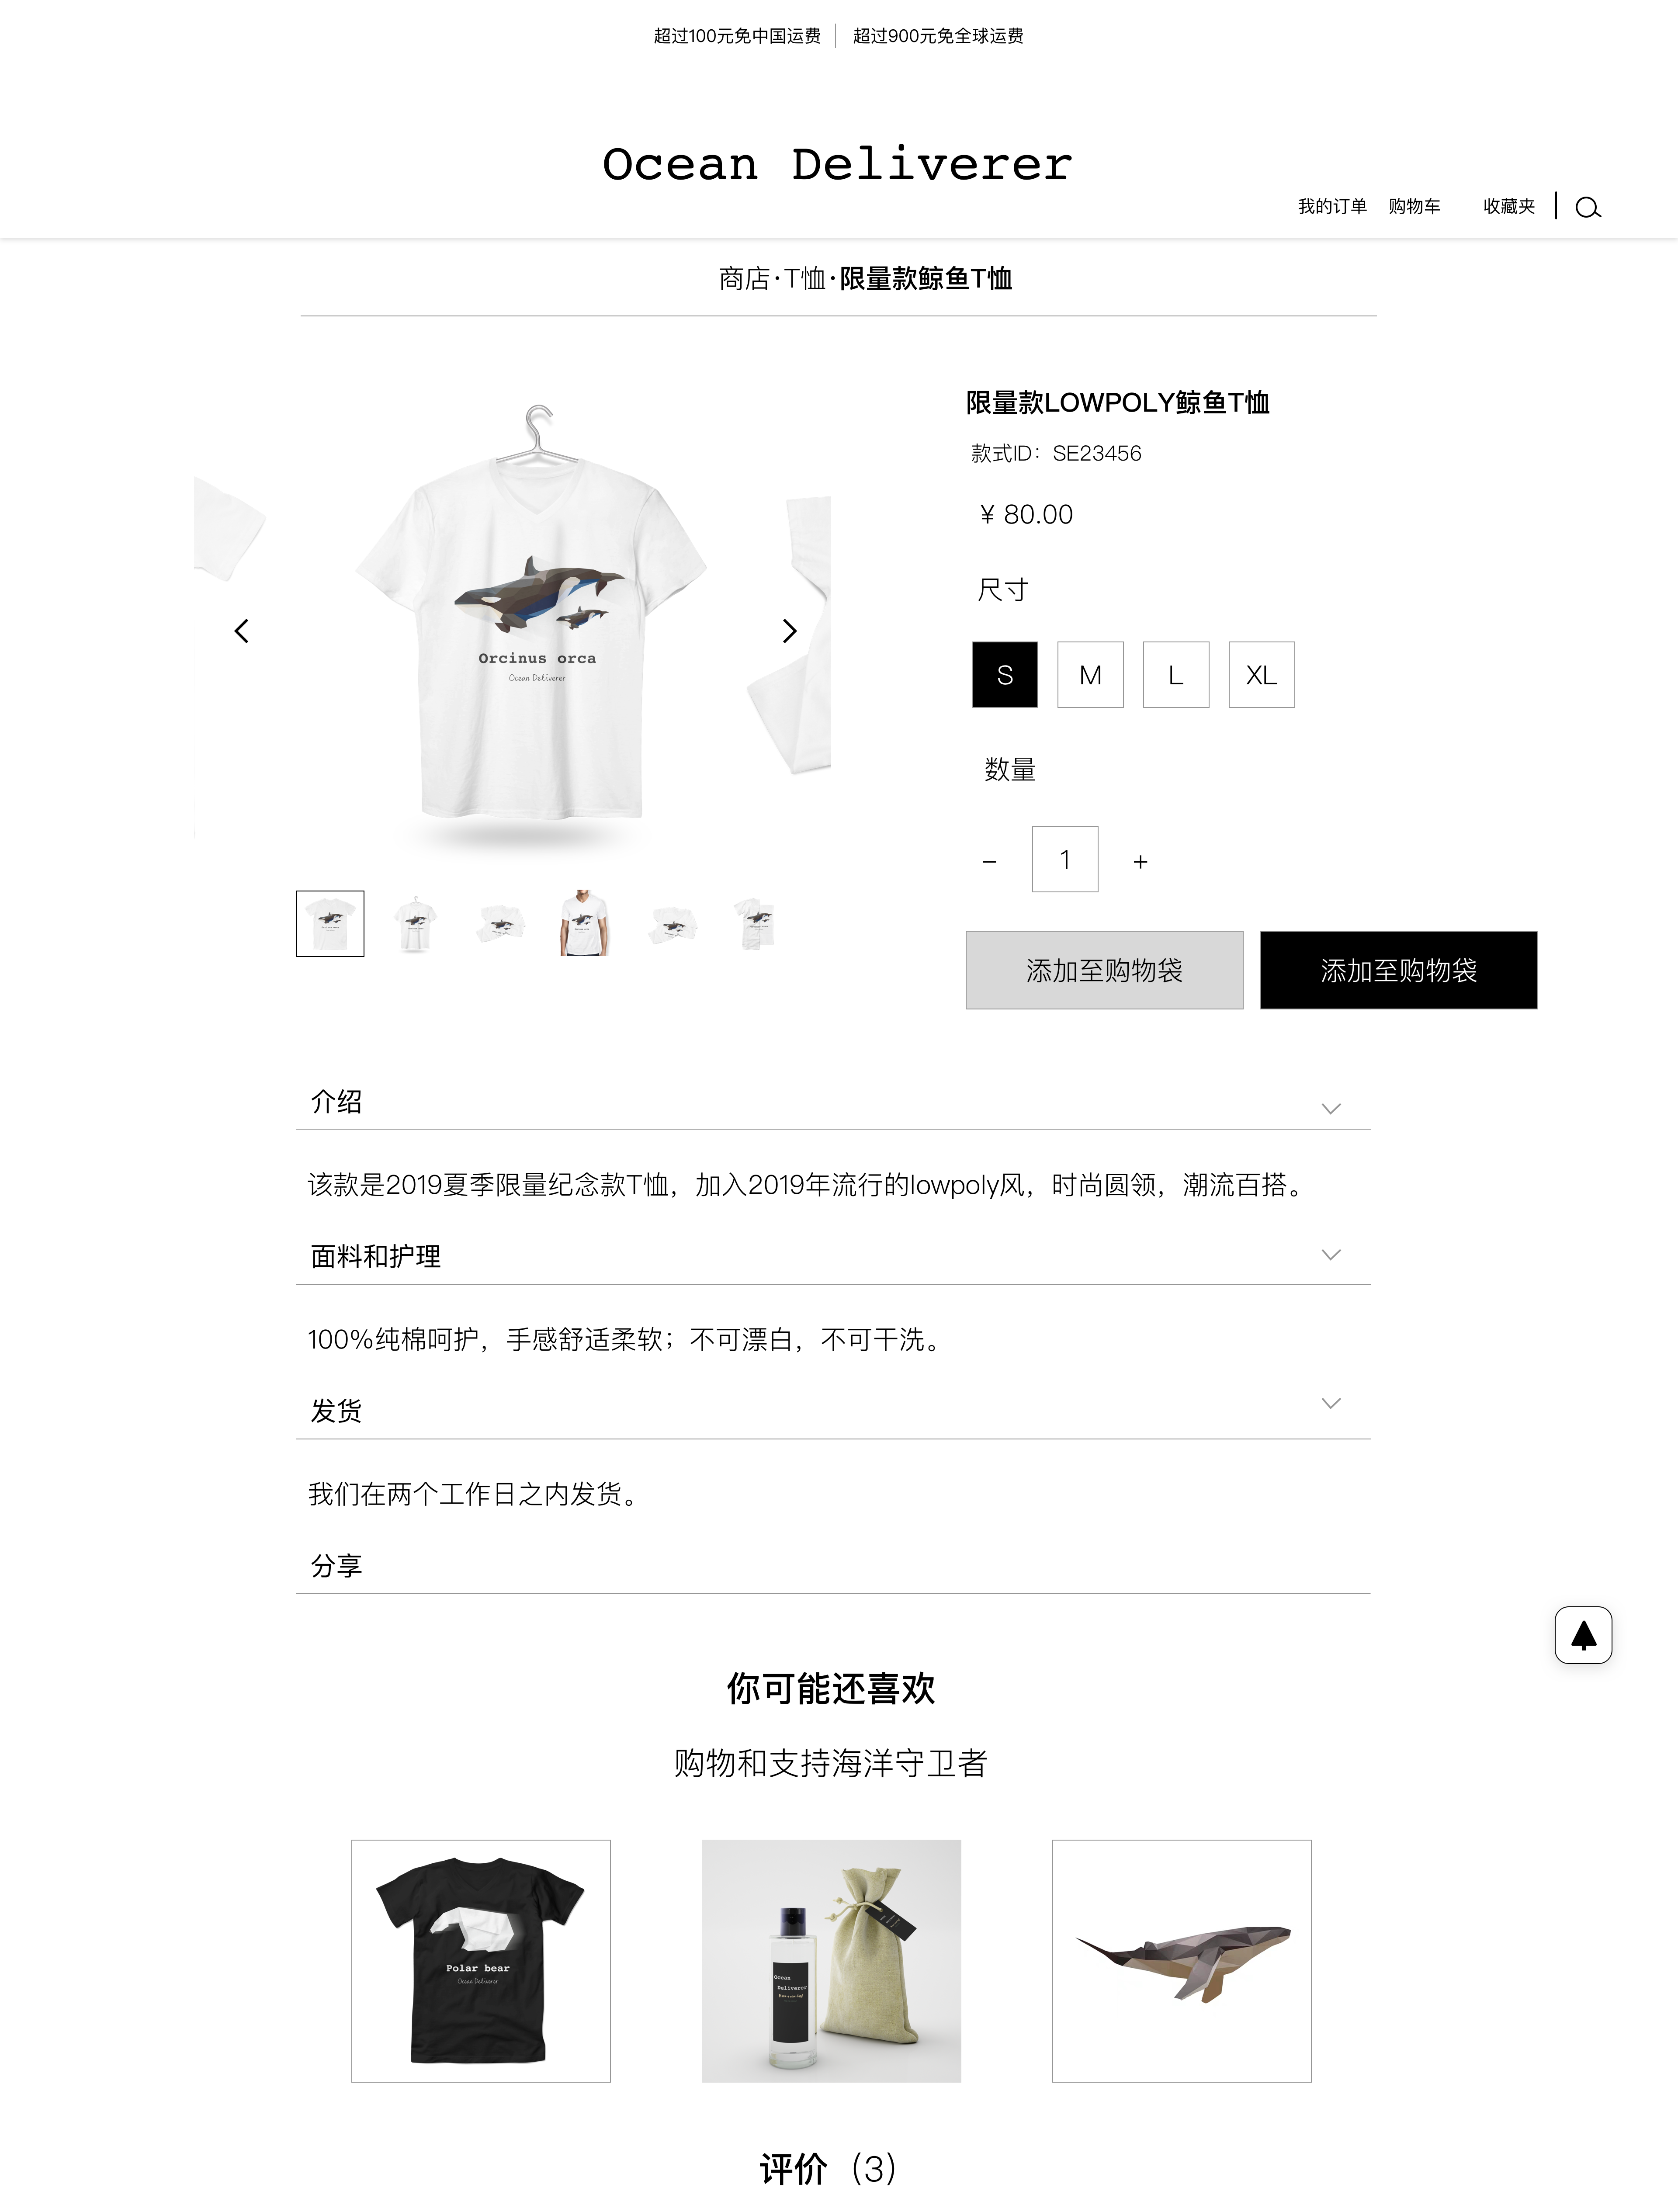 超过100元免中国运费
超过900元免全球运费
Ocean Deliverer
我的订单 购物车 收藏夹
商店·T恤·限量款鲸鱼T恤
限量款LOWPOLY鲸鱼T恤
款式ID：SE23456
¥ 80.00
尺寸
S M L XL
数量
− 1 +
添加至购物袋 添加至购物袋
Orcinus orca
Ocean Deliverer
介绍
该款是2019夏季限量纪念款T恤，加入2019年流行的lowpoly风，时尚圆领，潮流百搭。
面料和护理
100%纯棉呵护，手感舒适柔软；不可漂白，不可干洗。
发货
我们在两个工作日之内发货。
分享
你可能还喜欢
购物和支持海洋守卫者
Polar bear
Ocean Deliverer
Ocean
Deliverer
评价（3）